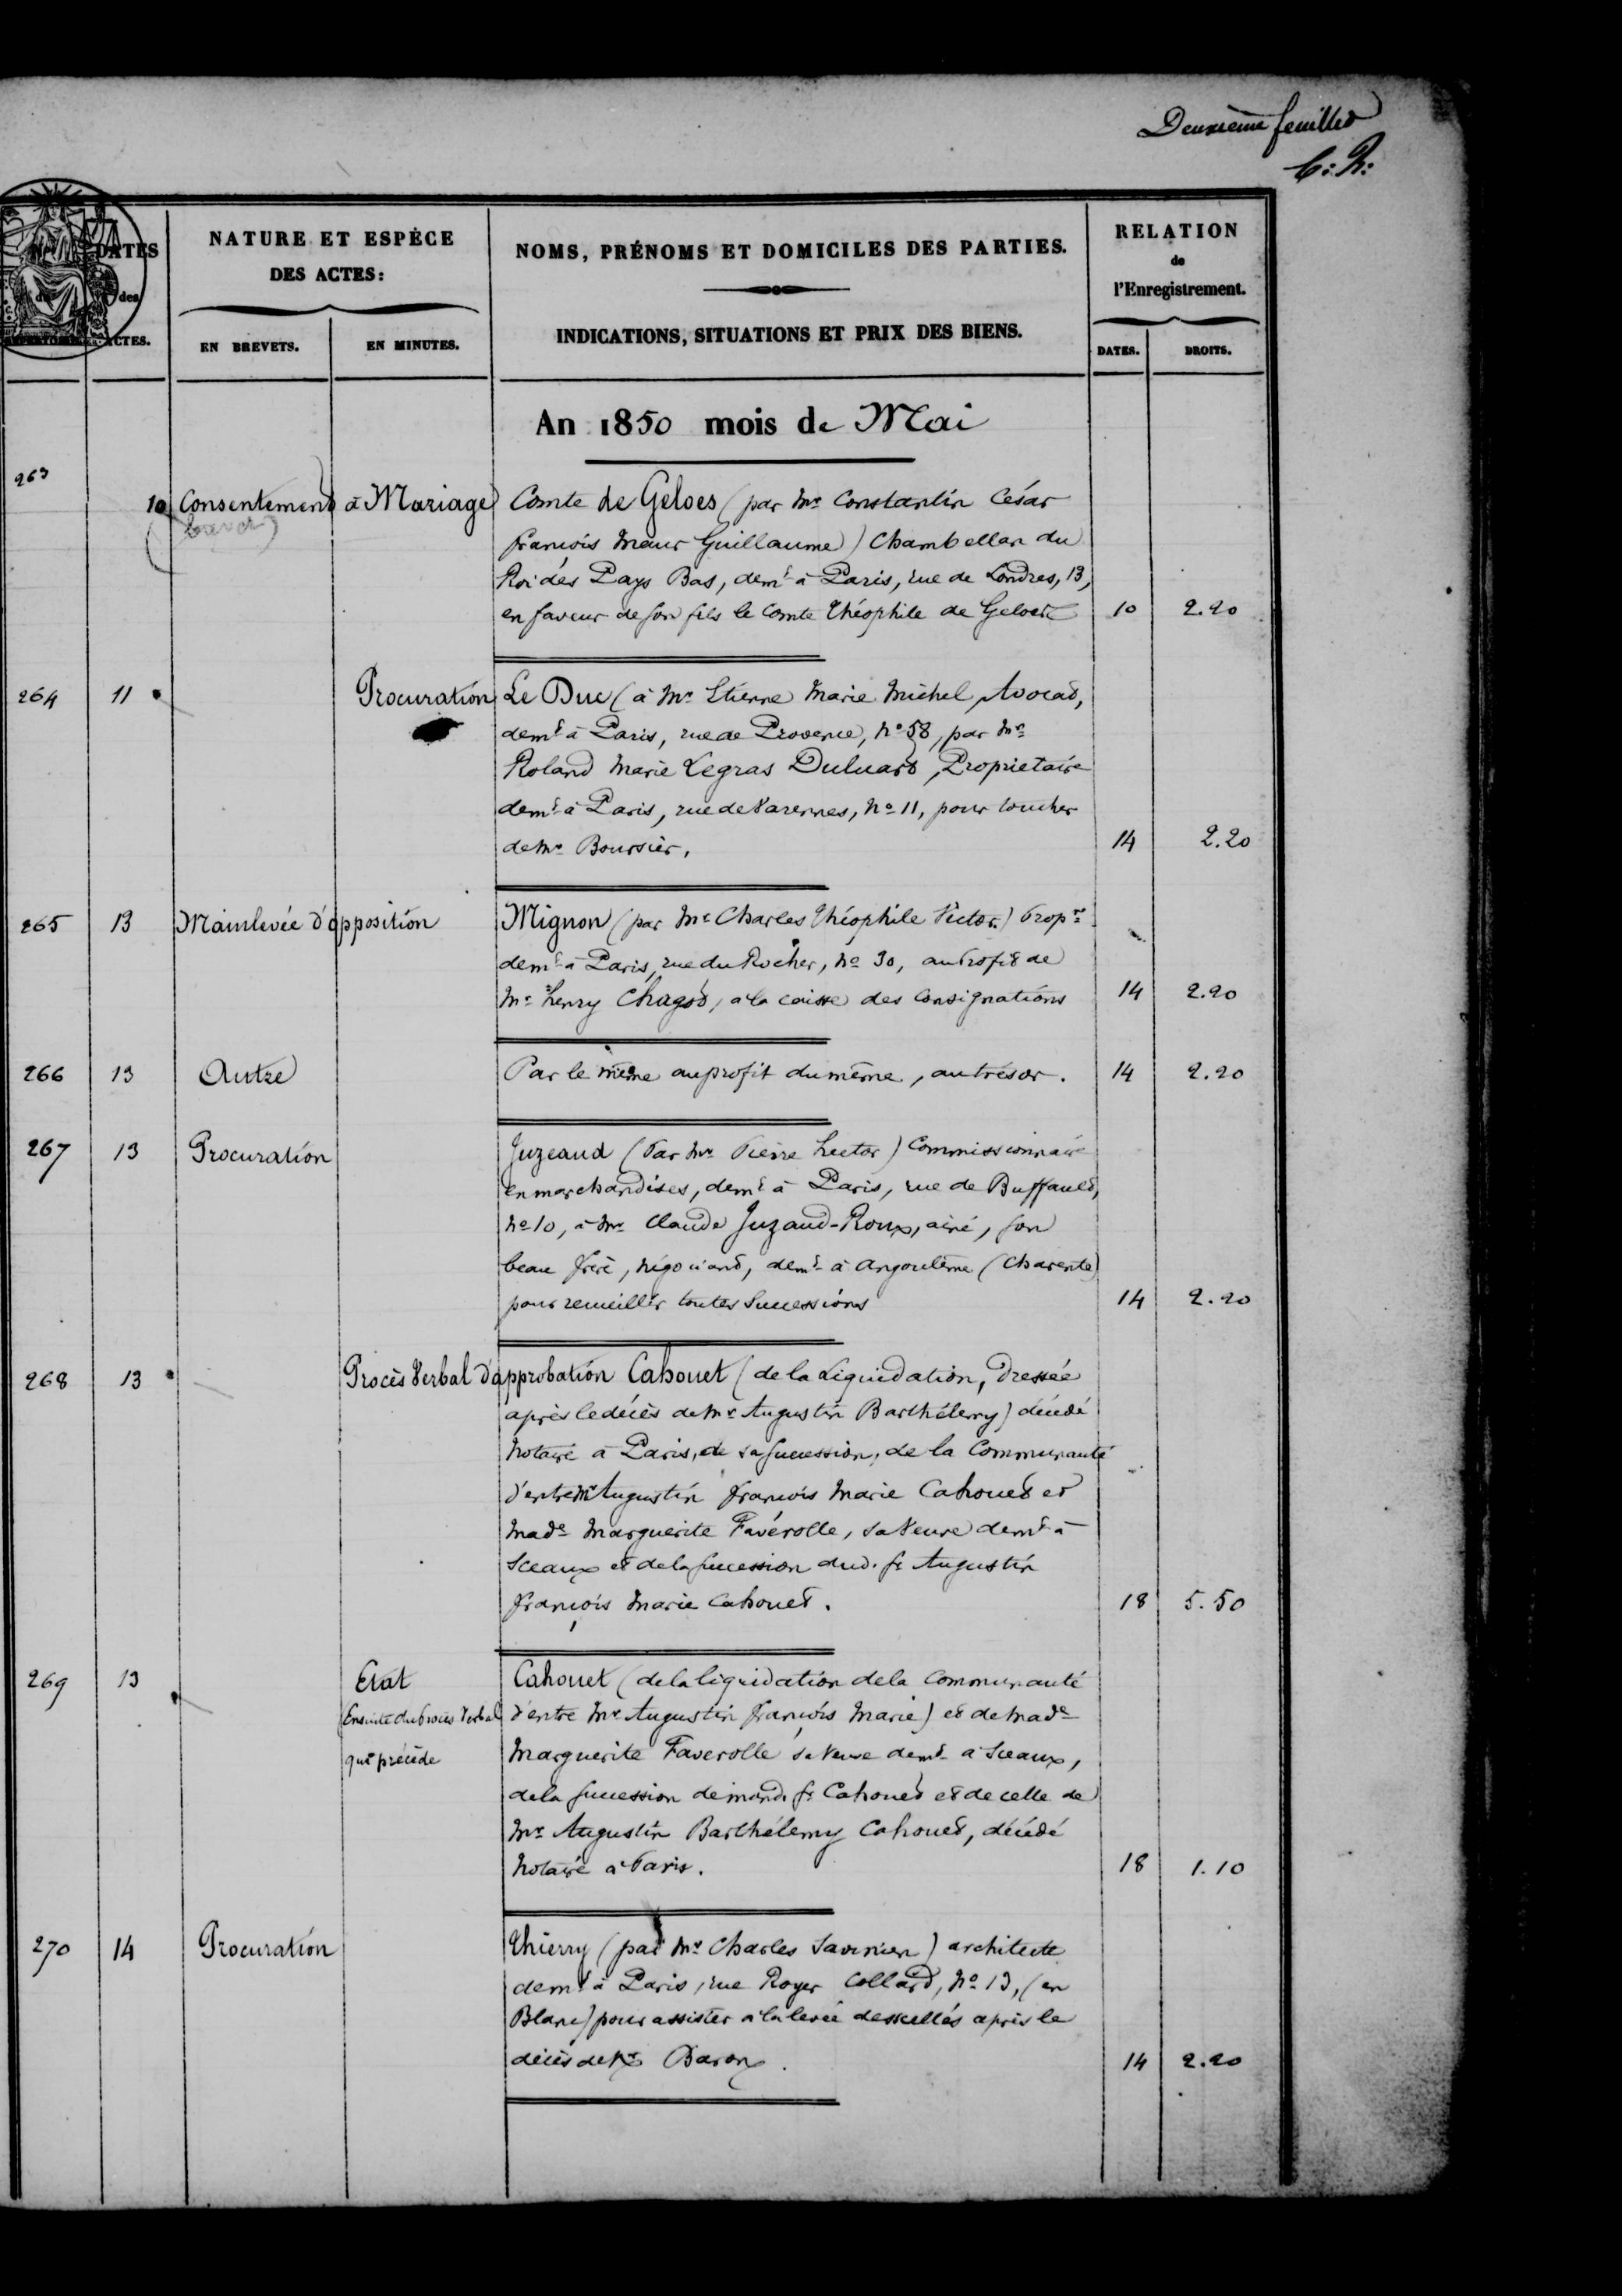 Deuxième feuillet
C: R:
Nos DATES NATURE ET ESPÈCE NOMS, PRÉNOMS ET DOMICILES DES PARTIES. RELATION
des DES ACTES: de
l'Enregistrement.
ACTES. EN BREVETS. EN MINUTES. INDICATIONS, SITUATIONS ET PRIX DES BIENS. DATES. DROITS.
An 1850 mois de Mai
263
10 Consentement à Mariage Comte de Geloes (par Mr Constantin César
(brevet) françois Maur Guillaume) Chambellan du
Roi des Pays Bas, demt à Paris, rue de Londres, 13,
en faveur de son fils le Comte Théophile de Geloes 10 2.20
264 11 Procuration Le Duc (à Mr Etienne Marie Michel, Avocat,
demt à Paris, rue de Provence, No 58, par Mr
Roland Marie Legras Duluart, Proprietaire
demt à Paris, rue de Varennes, No 11, pour toucher
de Mr Boursier. 14 2.20
265 13 Mainlevée d'opposition Mignon (par Mr Charles Théophile Victor) Propre
demt à Paris, rue du Rocher, No 30, au Profit de
Mr Henry Chagot, à la caisse des Consignations 14 2.20
266 13 Autre Par le même au profit du même, au trésor. 14 2.20
267 13 Procuration Juzeaud (Par Mr Pierre Hector) Commissionnaire
en marchandises, demt à Paris, rue de Buffault,
No 10, à Mr Claude Juzaud-Roux, ainé, son
beau frère, négociant, demt à Angoulême (Charente)
pour recueillir toutes Successions 14 2.20
268 13 Procès Verbal d'approbation Cahouet (de la Liquidation, Dressée
après le décès de Mr Augustin Barthélemy) décédé
Notaire à Paris, de sa Succession, de la Communauté
d'entre Mr Augustin françois Marie Cahouet et
Made Marguerite Favérolle, sa Veuve demt à
Sceaux et de la Succession dud. Sr Augustin
françois Marie Cahouet. 18 5.50
269 13 Etat Cahouet (de la liquidation de la Communauté
Ensuite du Procès Verbal d'entre Mr Augustin françois Marie) et de Made
qui précède Marguerite Faverolle sa Veuve demt à Sceaux,
de la Succession de mond. Sr Cahouet et de celle de
Mr Augustin Barthélemy Cahouet, décédé
Notaire à Paris. 18 1.10
270 14 Procuration Thierry (par Mr Charles Savinien) architecte
demt à Paris, rue Royer Collard, No 13, (en
Blanc) pour assister à la levée des scellés après le
décès de Mr Baron. 14 2.20